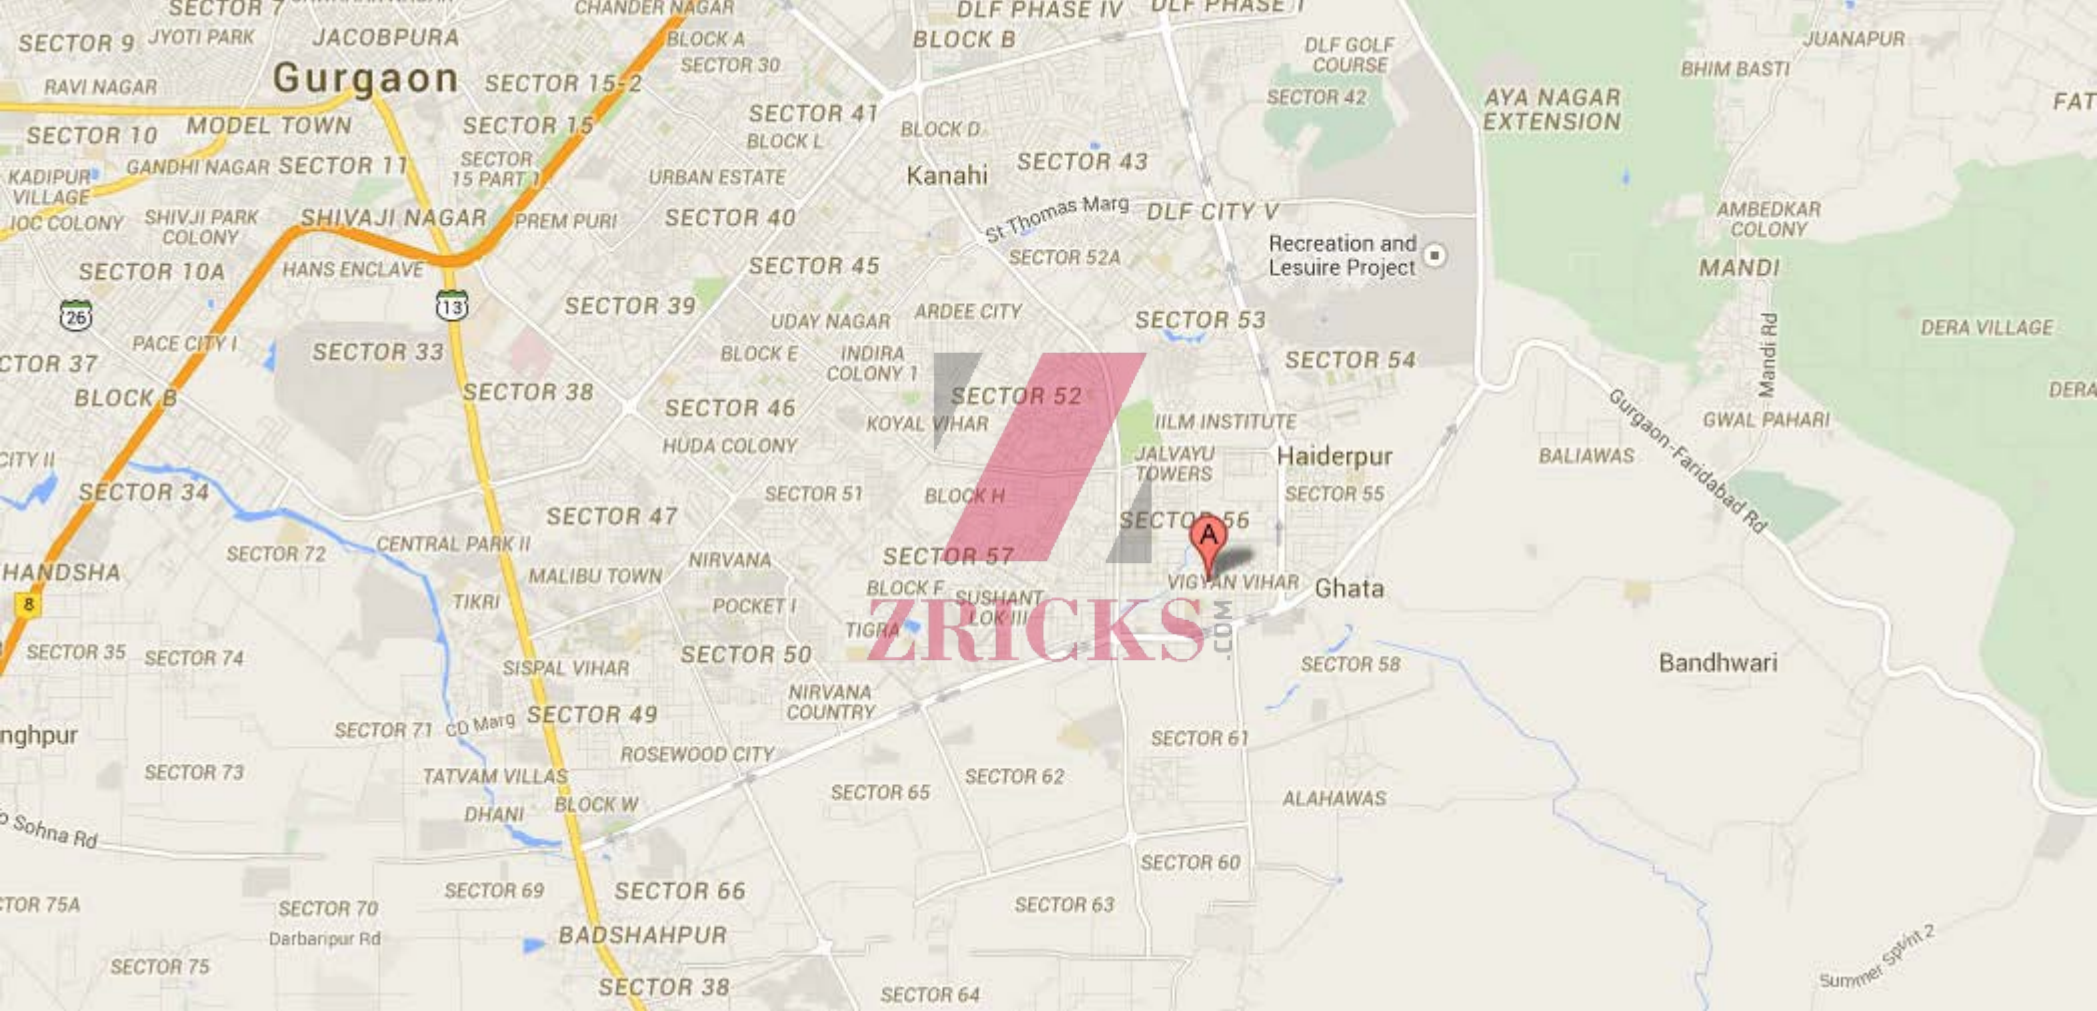 SECTOR 7
CHANDER NAGAR
DLF PHASE IV
SECTOR 9
JYOTI PARK
JACOBPURA
BLOCK A
BLOCK B
DLF GOLF
COURSE
JUANAPUR
Gurgaon
SECTOR 15-2
SECTOR 30
BHIM BASTI
RAVI NAGAR
SECTOR 41
SECTOR 42
AYA NAGAR
EXTENSION
FAT
SECTOR 10
MODEL TOWN
SECTOR 15
BLOCK L
BLOCK D
KADIPUR
VILLAGE
GANDHI NAGAR
SECTOR 11
SECTOR
15 PART 1
URBAN ESTATE
Kanahi
SECTOR 43
IOC COLONY
SHIVJI PARK
COLONY
SHIVAJI NAGAR
PREM PURI
SECTOR 40
St Thomas Marg
DLF CITY V
AMBEDKAR
COLONY
SECTOR 10A
HANS ENCLAVE
SECTOR 45
SECTOR 52A
Recreation and
Lesuire Project
MANDI
26
13
SECTOR 39
UDAY NAGAR
ARDEE CITY
SECTOR 53
Mandi Rd
DERA VILLAGE
PACE CITY I
SECTOR 33
BLOCK E
INDIRA
COLONY 1
SECTOR 54
CTOR 37
BLOCK B
SECTOR 38
SECTOR 46
SECTOR 52
DERA
KOYAL VIHAR
IILM INSTITUTE
Gurgaon-Faridabad Rd
GWAL PAHARI
HUDA COLONY
JALVAYU
TOWERS
Haiderpur
BALIAWAS
CITY II
SECTOR 34
SECTOR 51
BLOCK H
SECTOR 55
SECTOR 47
SECTOR 56
A
SECTOR 72
CENTRAL PARK II
NIRVANA
SECTOR 57
HANDSHA
MALIBU TOWN
BLOCK F
SUSHANT
LOK III
VIGYAN VIHAR
Ghata
8
TIKRI
POCKET I
TIGRA
ZRICKS
.COM
SECTOR 35
SECTOR 74
SISPAL VIHAR
SECTOR 50
SECTOR 58
Bandhwari
NIRVANA
COUNTRY
nghpur
SECTOR 71
CD Marg
SECTOR 49
SECTOR 61
ROSEWOOD CITY
SECTOR 73
TATVAM VILLAS
SECTOR 65
SECTOR 62
ALAHAWAS
DHANI
BLOCK W
o Sohna Rd
SECTOR 60
CTOR 75A
SECTOR 70
SECTOR 69
SECTOR 66
SECTOR 63
Darbaripur Rd
BADSHAHPUR
SECTOR 75
SECTOR 38
SECTOR 64